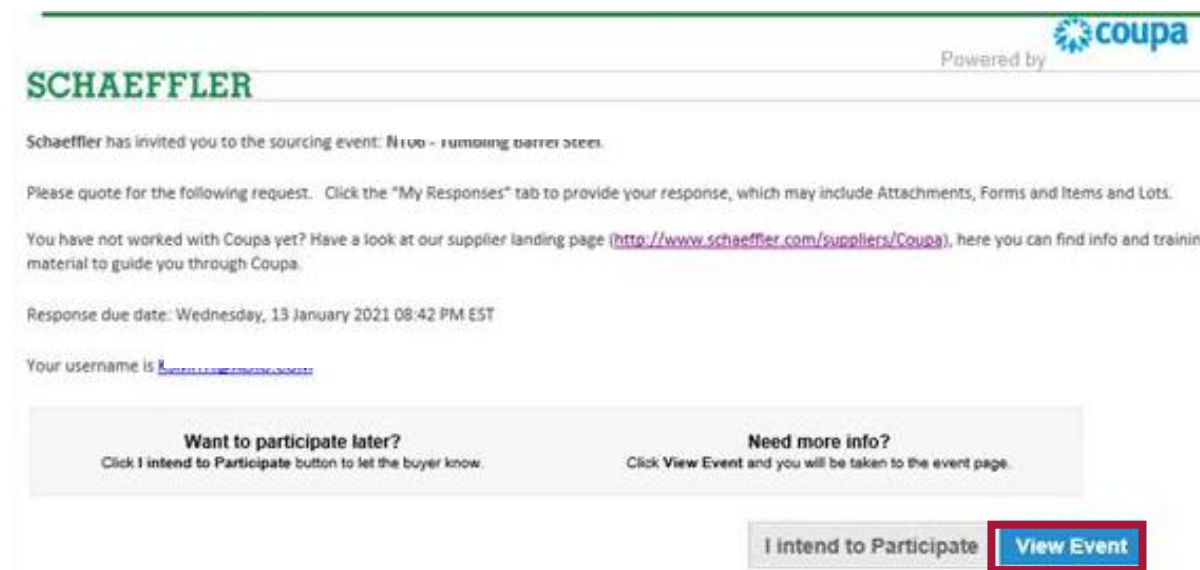 coupa
Powered by
SCHAEFFLER
Schaeffler has invited you to the sourcing event: - Tumbling Barrel Steel.
Please quote for the following request. Click the "My Responses" tab to provide your response, which may include Attachments, Forms and Items and Lots.
You have not worked with Coupa yet? Have a look at our supplier landing page (http://www.schaeffler.com/suppliers/Coupa), here you can find info and trainin
material to guide you through Coupa.
Response due date: Wednesday, 13 January 2021 08:42 PM EST
Your username is
Want to participate later?
Need more info?
Click I intend to Participate button to let the buyer know.
Click View Event and you will be taken to the event page.
I intend to Participate
View Event